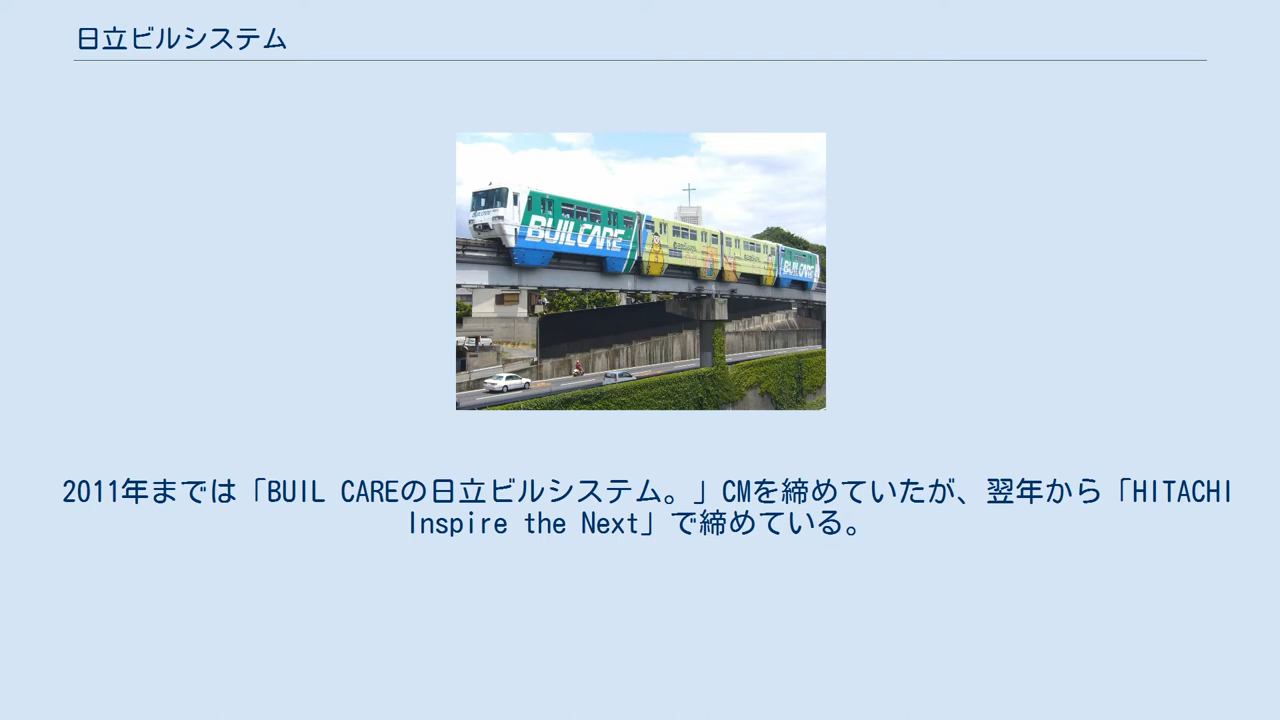 日立ビルシステム
BUILCARE
BUILCARE
2011年までは「BUIL CAREの日立ビルシステム。」CMを締めていたが、翌年から「HITACHI
Inspire the Next」で締めている。